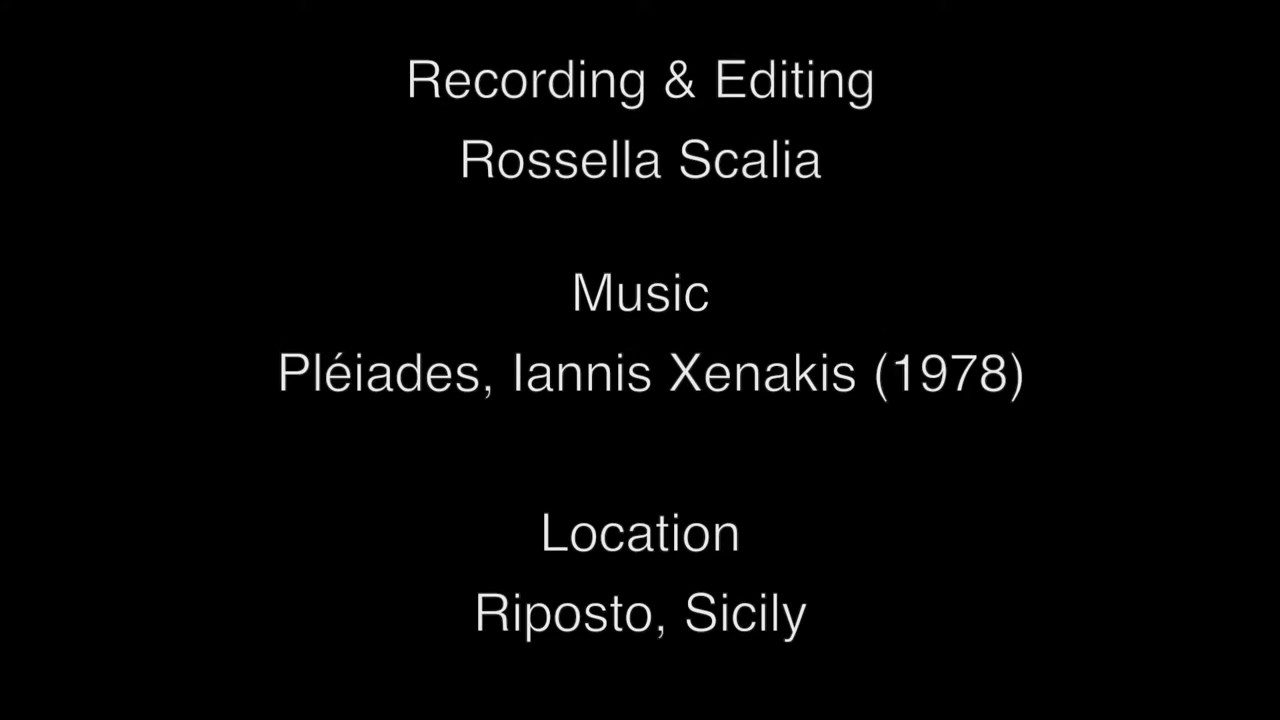 Recording & Editing
Rossella Scalia
Music
Pléiades, Iannis Xenakis (1978)
Location
Riposto, Sicily